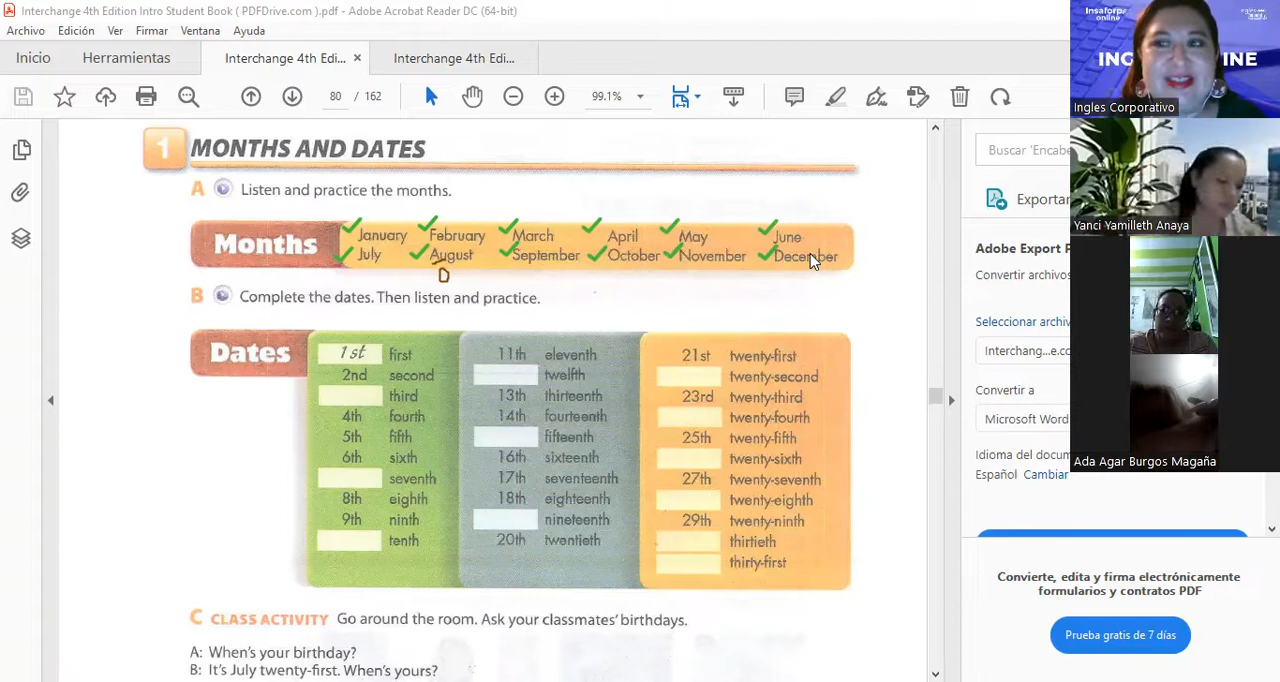 Interchange 4th Edition Intro Student Book ( PDFDrive.com ).pdf - Adobe Acrobat Reader DC (64-bit)
Archivo Edición Ver Firmar Ventana Ayuda
Inicio Herramientas Interchange 4th Edi... × Interchange 4th Edi...
80 / 162 99.1%
1 MONTHS AND DATES
A Listen and practice the months.
Months
January February March April May June
July August September October November December
O
B Complete the dates. Then listen and practice.
Dates
1st first 11th eleventh 21st twenty-first
2nd second twelfth twenty-second
third 13th thirteenth 23rd twenty-third
4th fourth 14th fourteenth twenty-fourth
5th fifth fifteenth 25th twenty-fifth
6th sixth 16th sixteenth twenty-sixth
seventh 17th seventeenth 27th twenty-seventh
8th eighth 18th eighteenth twenty-eighth
9th ninth nineteenth 29th twenty-ninth
tenth 20th twentieth thirtieth
thirty-first
C CLASS ACTIVITY Go around the room. Ask your classmates' birthdays.
A: When's your birthday?
B: It's July twenty-first. When's yours?
Buscar 'Encabe
Exportar
Adobe Export P
Convertir archivos
Seleccionar archiv
Interchang...e.co
Convertir a
Microsoft Word
Idioma del docum
Español Cambiar
Convierte, edita y firma electrónicamente
formularios y contratos PDF
Prueba gratis de 7 días
Insaforp
online
ING INE
Ingles Corporativo
Yanci Yamilleth Anaya
Ada Agar Burgos Magaña